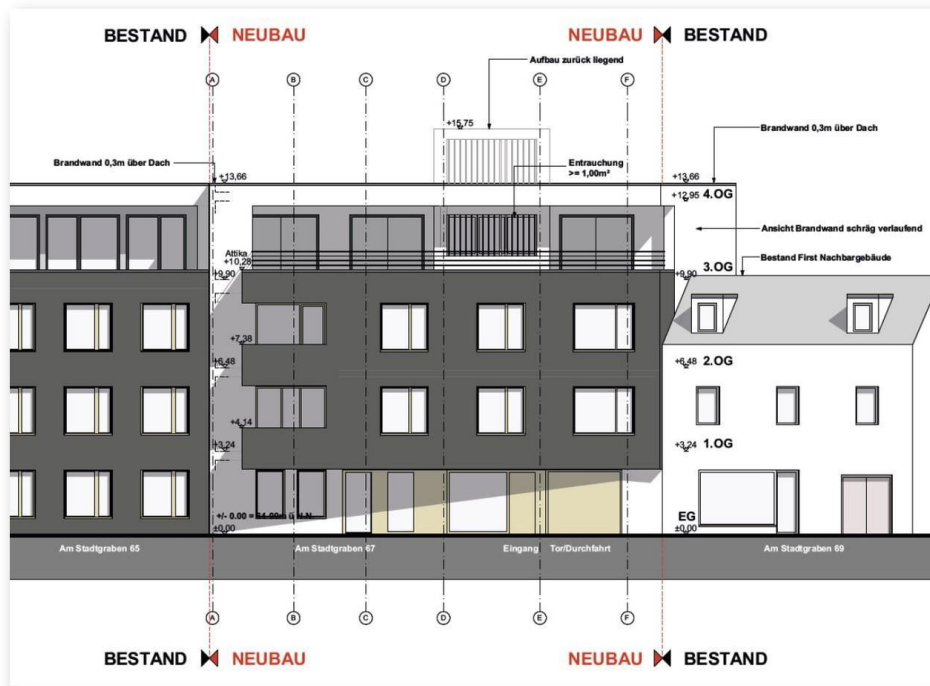 BESTAND NEUBAU
NEUBAU BESTAND
Aufbau zurück liegend
A
B
C
D
E
F
+15,75
Brandwand 0,3m über Dach
Brandwand 0,3m über Dach
Entrauchung
>= 1,00m²
+13,66
+13,66
+12,95 4.OG
Ansicht Brandwand schräg verlaufend
Attika
+10,28
+9,90
3.OG
+9,90
Bestand First Nachbargebäude
+7,38
+6,48
+6,48 2.OG
+4,14
+3,24
+3,24 1.OG
+/- 0.00 =
m ü N.N.
±0,00
EG
±0,00
Am Stadtgraben 65
Am Stadtgraben 67
Eingang
Tor/Durchfahrt
Am Stadtgraben 69
A
B
C
D
E
F
BESTAND NEUBAU
NEUBAU BESTAND